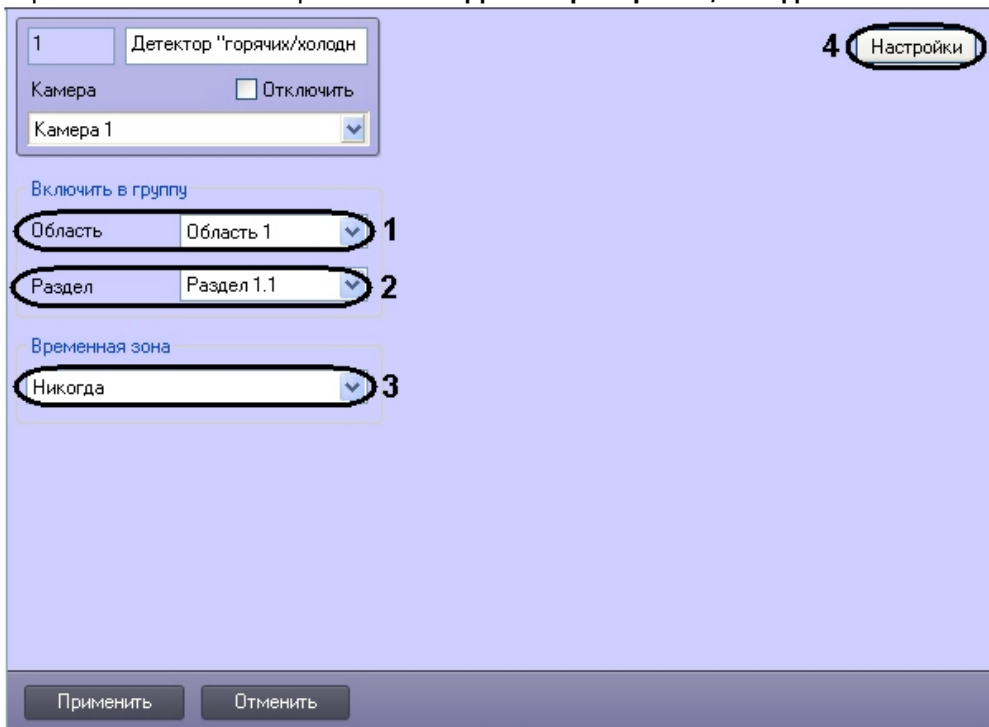 1
Детектор "горячих/холодн
Камера
Отключить
Камера 1
4
Настройки
Включить в группу
Область
Область 1
1
Раздел
Раздел 1.1
2
Временная зона
Никогда
3
Применить
Отменить